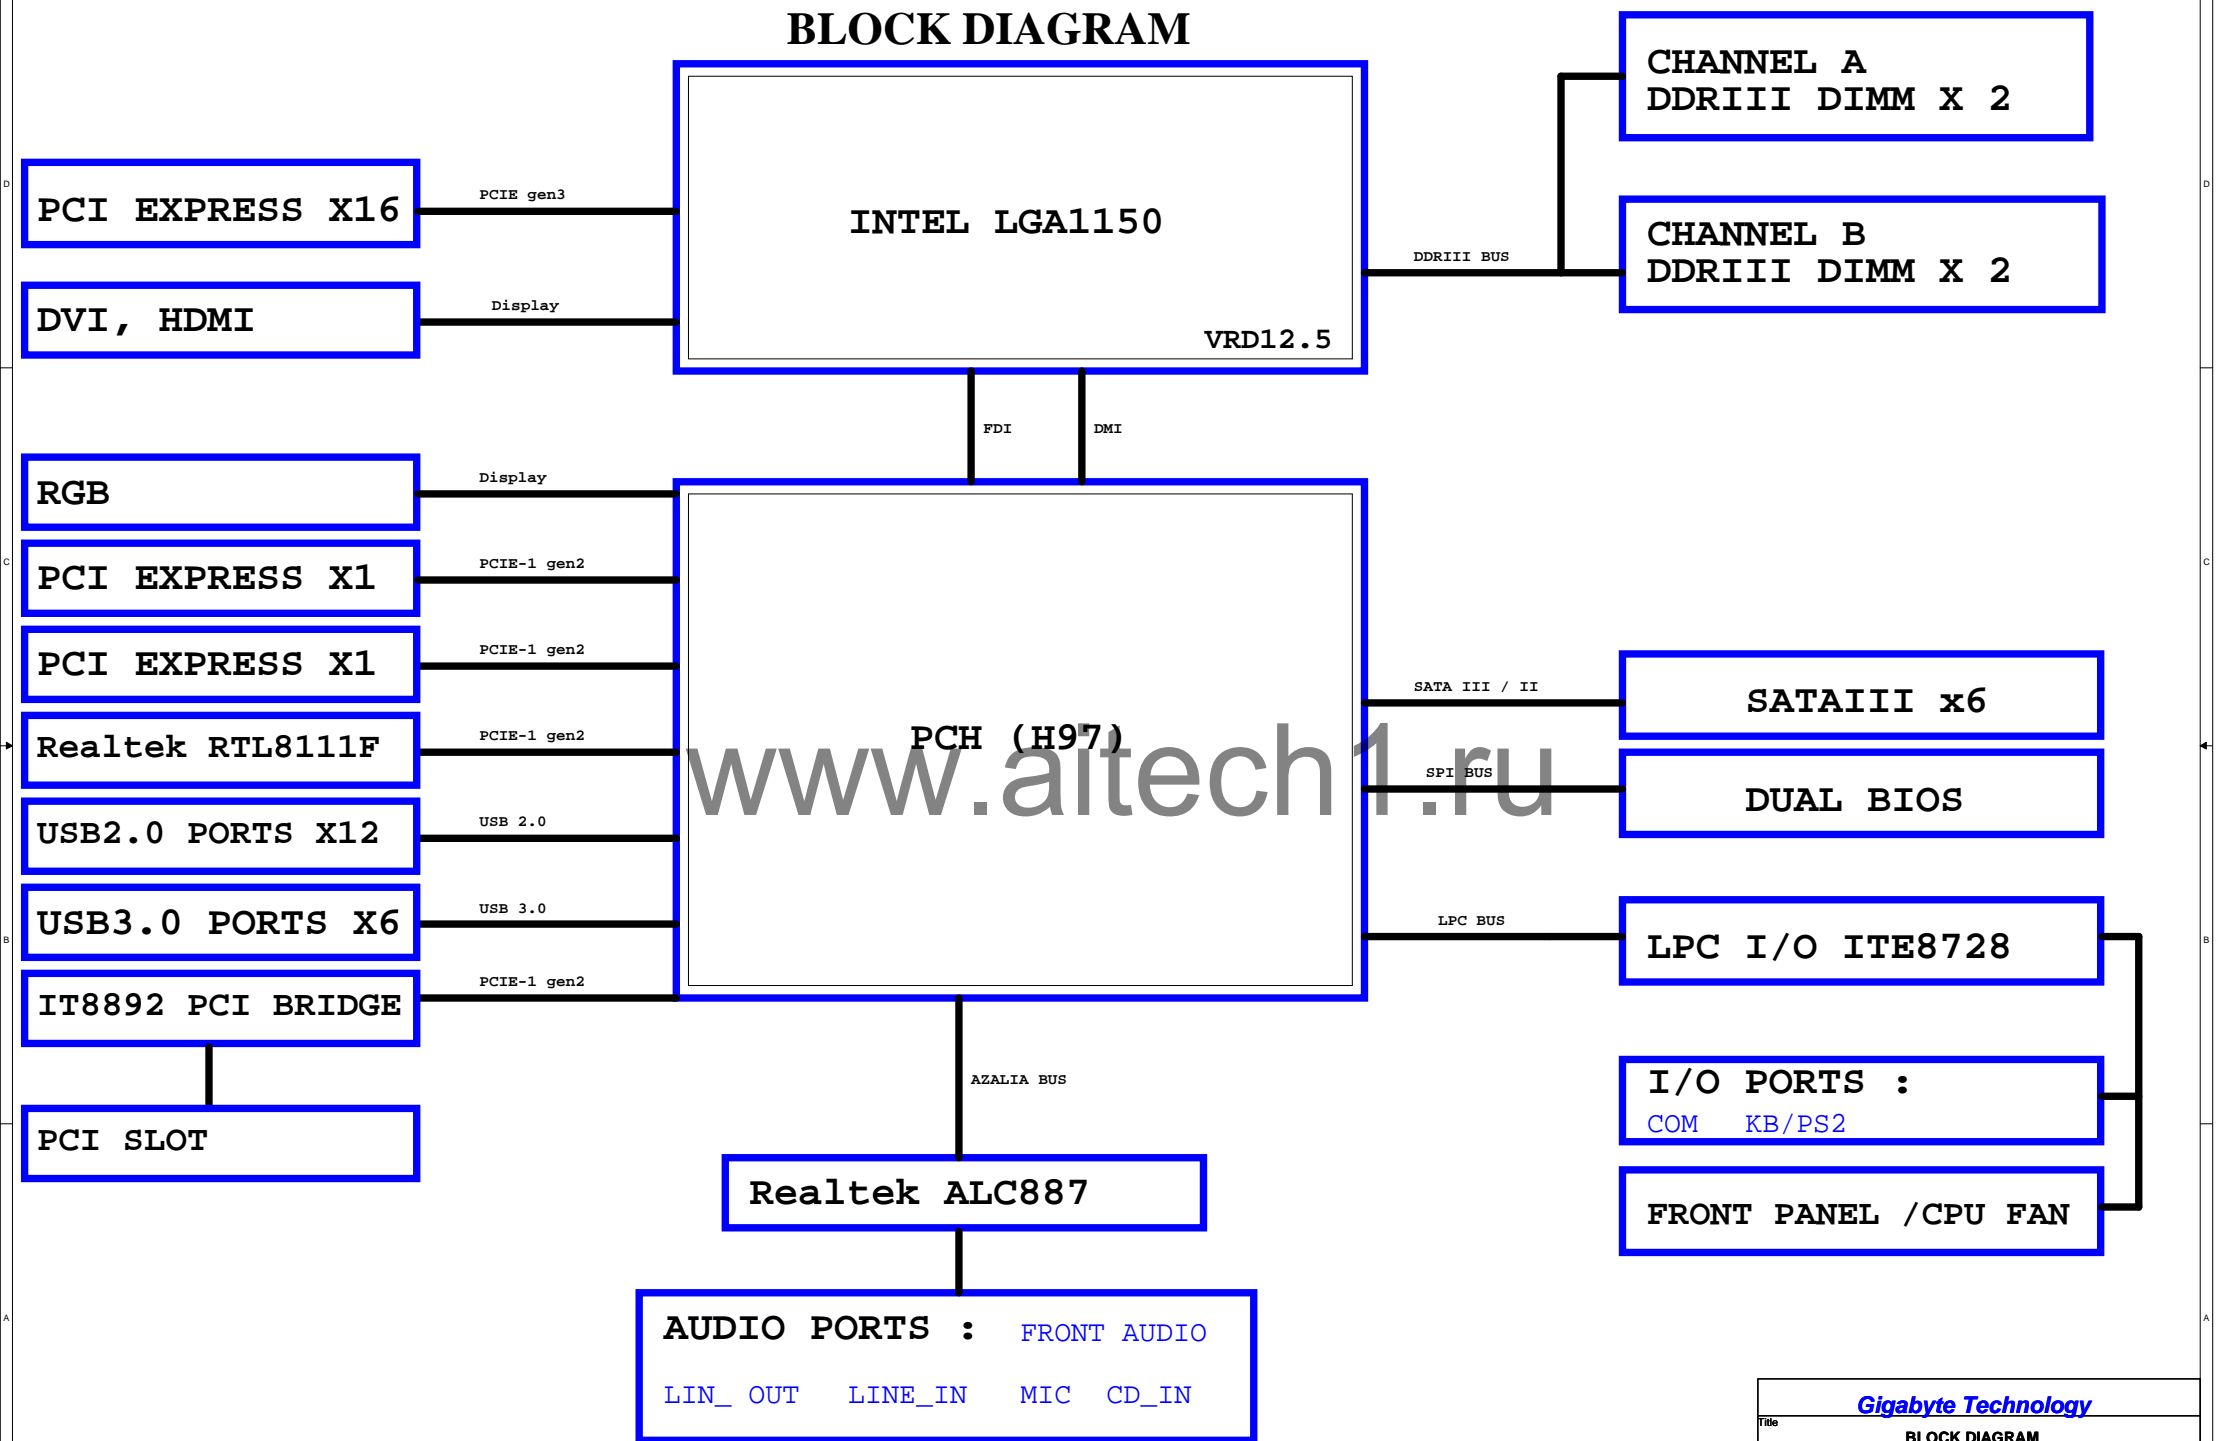 BLOCK DIAGRAM
CHANNEL A
DDRIII DIMM X 2
D
D
PCI EXPRESS X16
PCIE gen3
INTEL LGA1150
CHANNEL B
DDRIII DIMM X 2
DDRIII BUS
DVI, HDMI
Display
VRD12.5
FDI
DMI
RGB
Display
C
C
PCI EXPRESS X1
PCIE-1 gen2
PCI EXPRESS X1
PCIE-1 gen2
SATA III / II
SATAIII x6
Realtek RTL8111F
PCIE-1 gen2
PCH (H97)
www.aitech1.ru
SPI BUS
DUAL BIOS
USB2.0 PORTS X12
USB 2.0
USB3.0 PORTS X6
USB 3.0
LPC BUS
LPC I/O ITE8728
B
B
IT8892 PCI BRIDGE
PCIE-1 gen2
AZALIA BUS
I/O PORTS :
COM KB/PS2
PCI SLOT
Realtek ALC887
FRONT PANEL /CPU FAN
A
A
AUDIO PORTS : FRONT AUDIO
LIN_ OUT LINE_IN MIC CD_IN
Gigabyte Technology
Title
BLOCK DIAGRAM